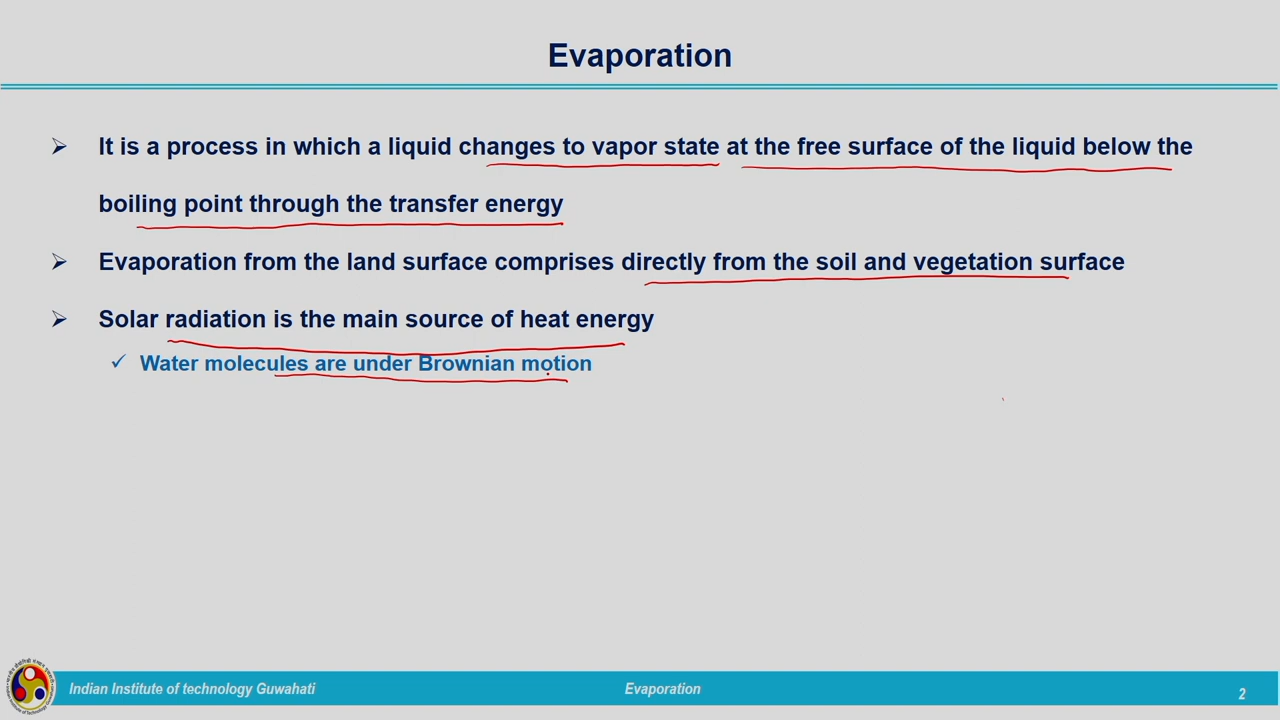 Evaporation
It is a process in which a liquid changes to vapor state at the free surface of the liquid below the
boiling point through the transfer energy
Evaporation from the land surface comprises directly from the soil and vegetation surface
Solar radiation is the main source of heat energy
Water molecules are under Brownian motion
Indian Institute of technology Guwahati
Evaporation
2